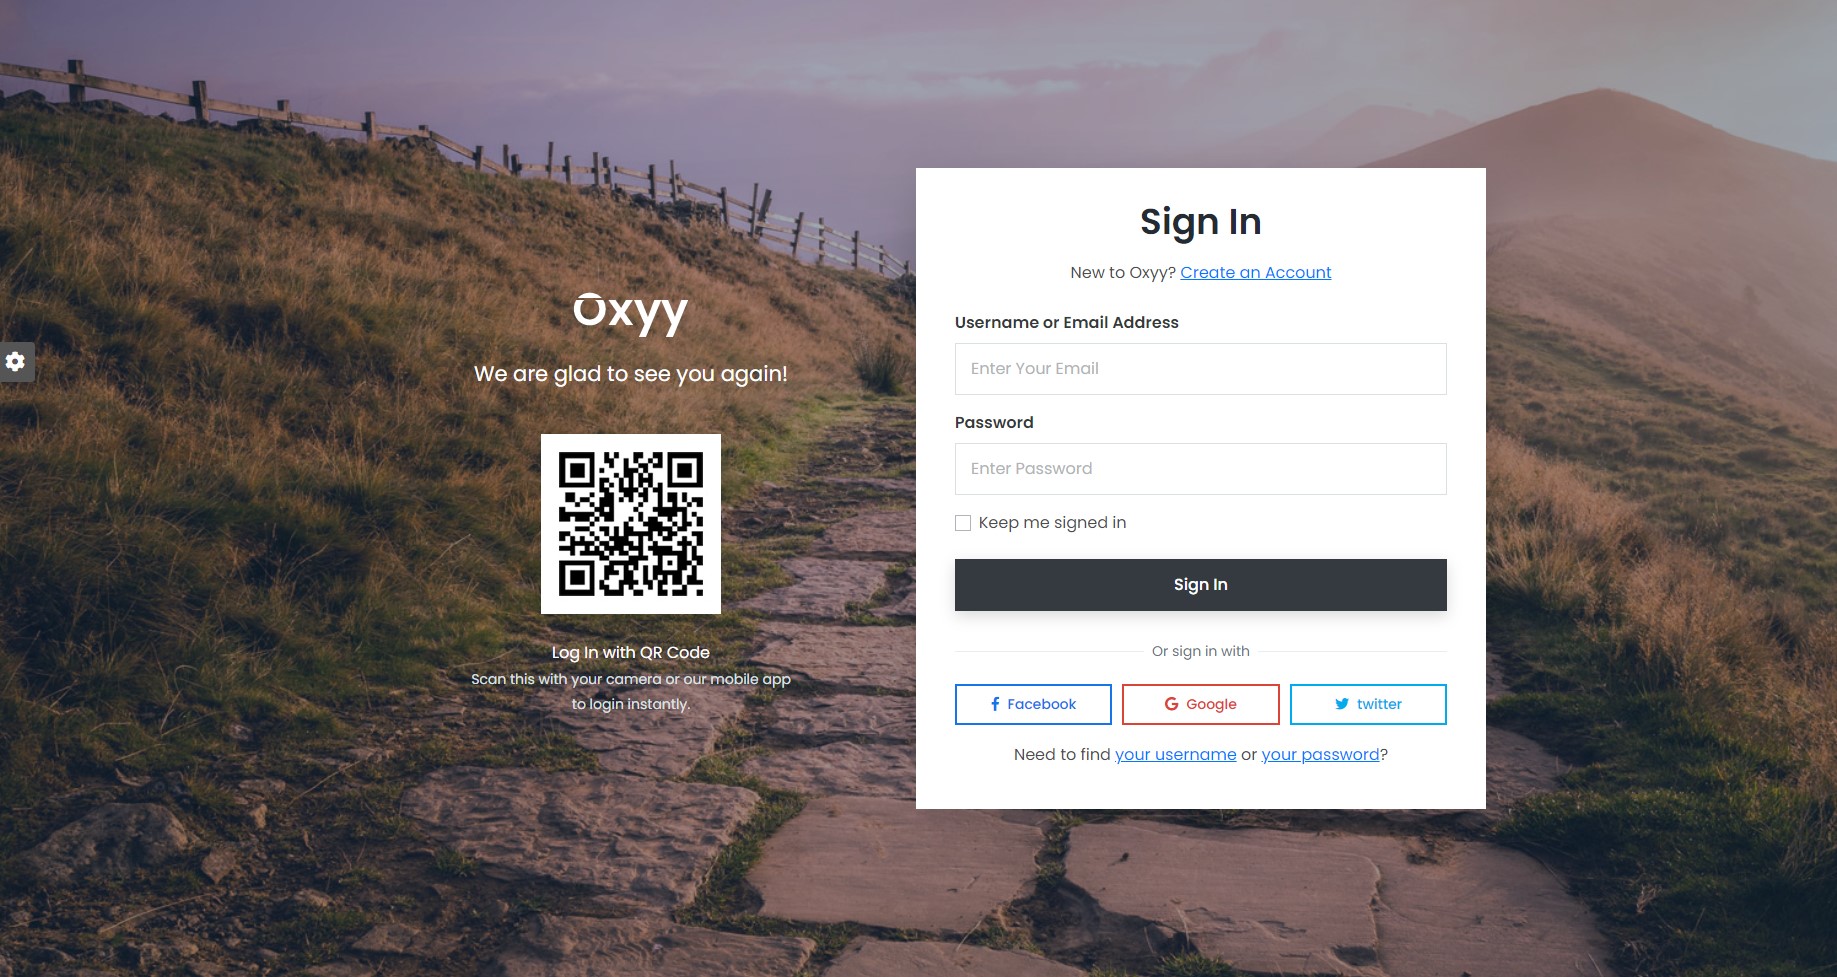 Oxyy
We are glad to see you again!
Log In with QR Code
Scan this with your camera or our mobile app
to login instantly.
Sign In
New to Oxyy? Create an Account
Username or Email Address
Enter Your Email
Password
Enter Password
Keep me signed in
Sign In
Or sign in with
Facebook
Google
twitter
Need to find your username or your password?